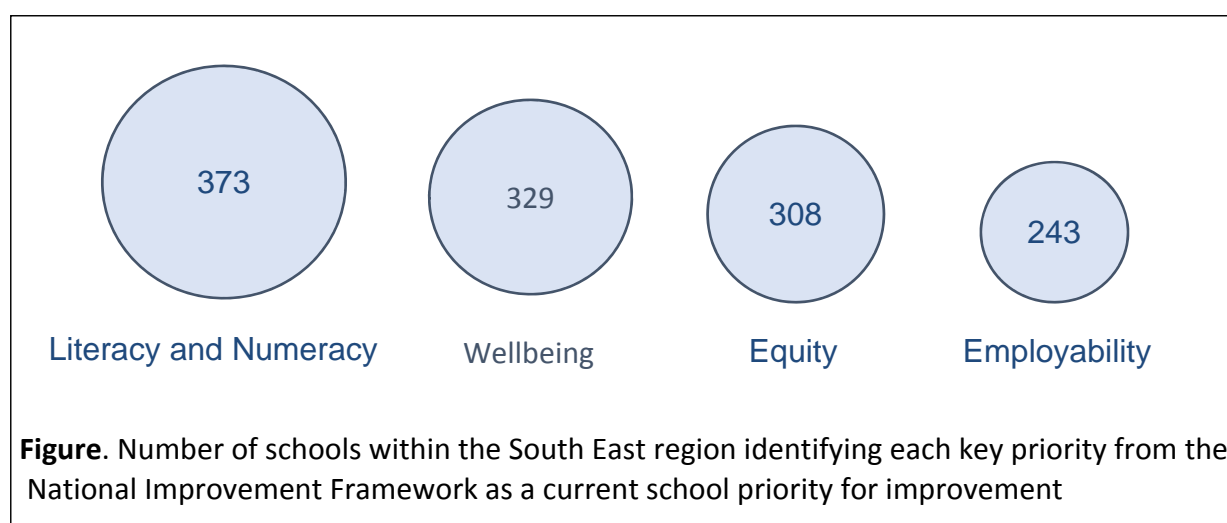 373
329
308
243
Literacy and Numeracy
Wellbeing
Equity
Employability
Figure. Number of schools within the South East region identifying each key priority from the
National Improvement Framework as a current school priority for improvement